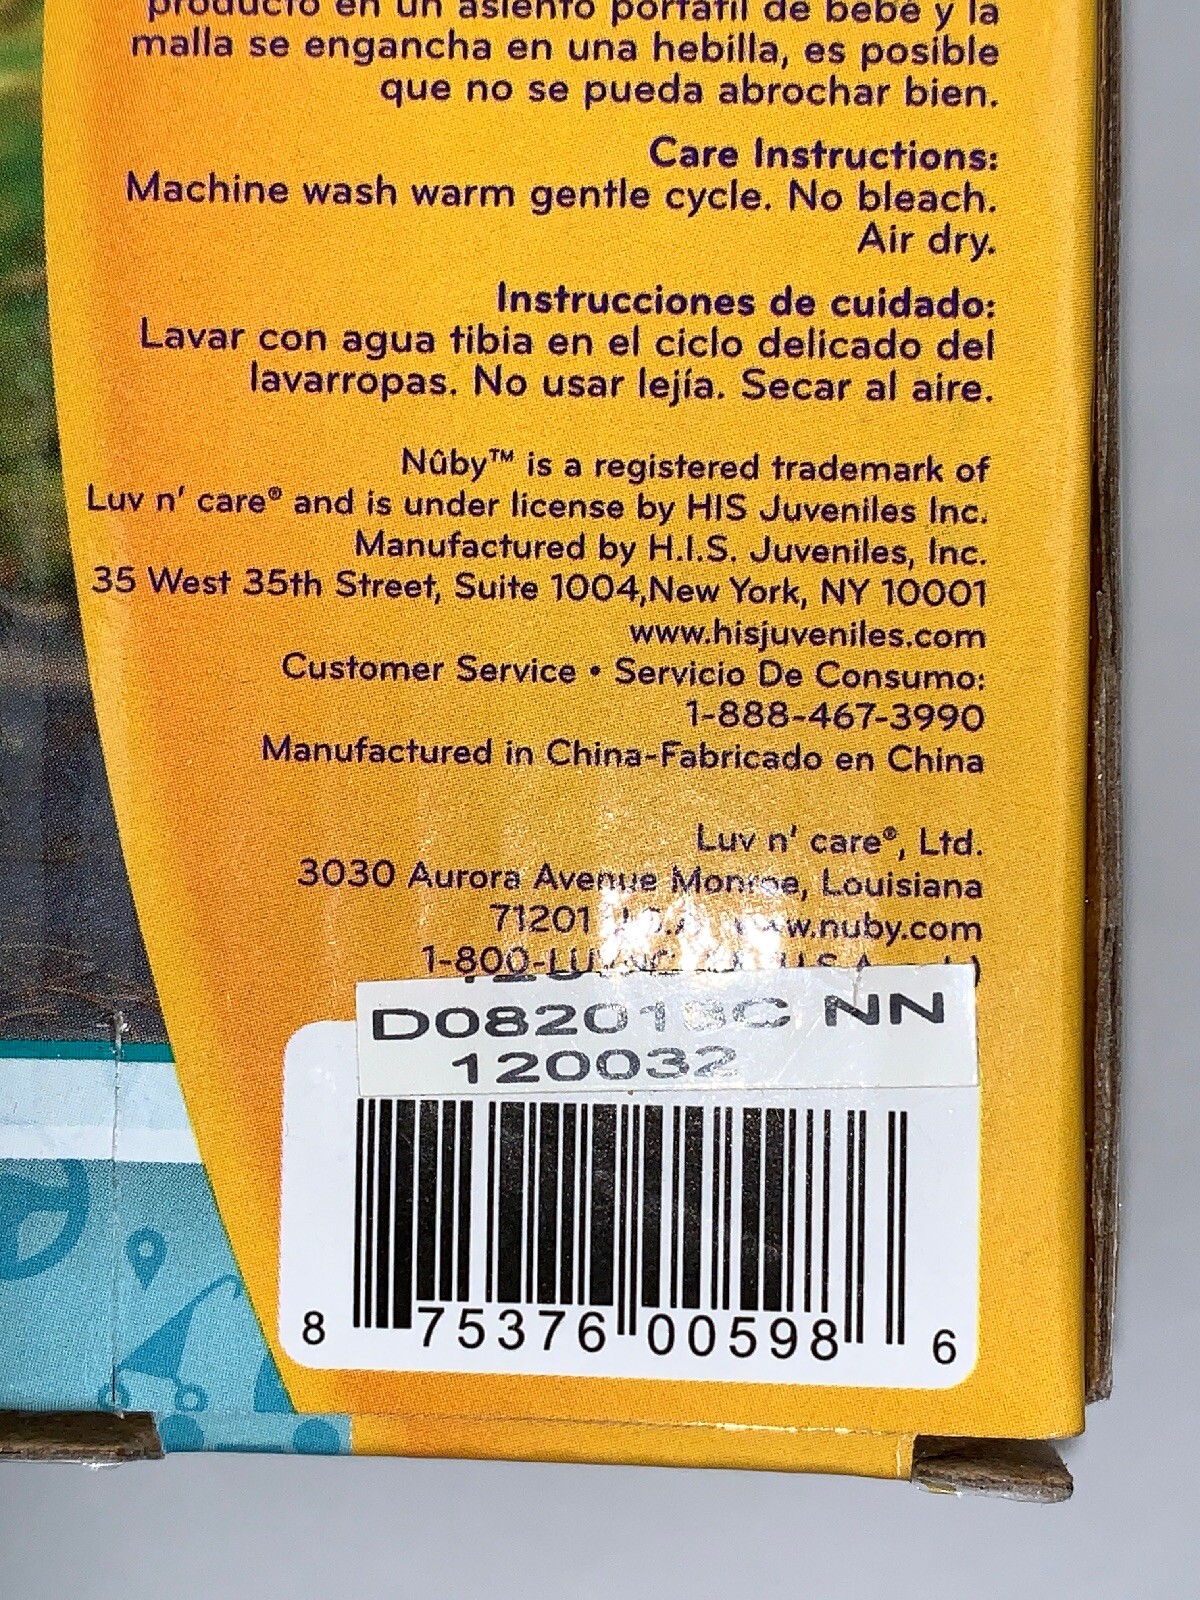 producto en un asiento portátil de bebé y la
malla se engancha en una hebilla, es posible
que no se pueda abrochar bien.
Care Instructions:
Machine wash warm gentle cycle. No bleach.
Air dry.
Instrucciones de cuidado:
Lavar con agua tibia en el ciclo delicado del
lavarropas. No usar lejía. Secar al aire.
Nûby™ is a registered trademark of
Luv n' care® and is under license by HIS Juveniles Inc.
Manufactured by H.I.S. Juveniles, Inc.
35 West 35th Street, Suite 1004,New York, NY 10001
www.hisjuveniles.com
Customer Service • Servicio De Consumo:
1-888-467-3990
Manufactured in China-Fabricado en China
Luv n' care®, Ltd.
3030 Aurora Avenue Monroe, Louisiana
71201 www.nuby.com
D082018C NN
120032
8 75376 00598 6